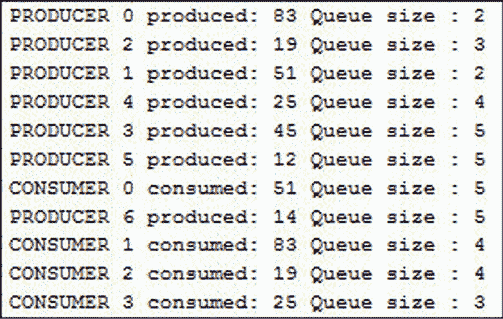 PRODUCER 0 produced: 83 Queue size : 2
PRODUCER 2 produced: 19 Queue size : 3
PRODUCER 1 produced: 51 Queue size : 2
PRODUCER 4 produced: 25 Queue size : 4
PRODUCER 3 produced: 45 Queue size : 5
PRODUCER 5 produced: 12 Queue size : 5
CONSUMER 0 consumed: 51 Queue size : 5
PRODUCER 6 produced: 14 Queue size : 5
CONSUMER 1 consumed: 83 Queue size : 4
CONSUMER 2 consumed: 19 Queue size : 4
CONSUMER 3 consumed: 25 Queue size : 3